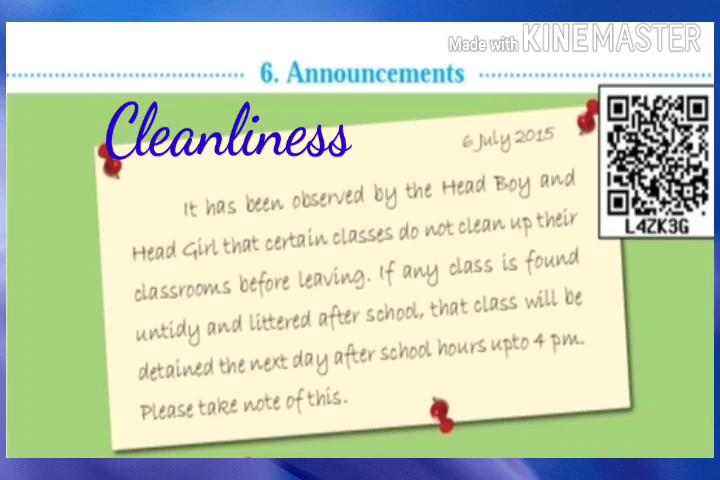 Made with KINEMASTER
6. Announcements
Cleanliness
6 July 2015
It has been observed by the Head Boy and
Head Girl that certain classes do not clean up their
classrooms before leaving. If any class is found
untidy and littered after school, that class will be
detained the next day after school hours upto 4 pm.
Please take note of this.
L4ZK3G